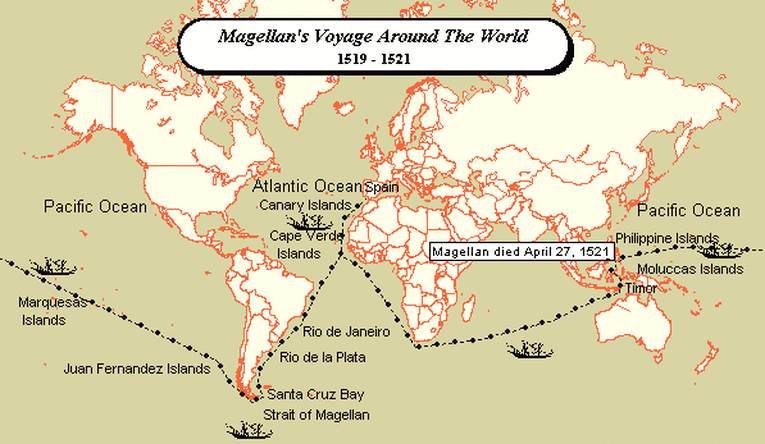 Magellan's Voyage Around The World
1519 - 1521
Atlantic Ocean
Spain
Canary Islands
Pacific Ocean
Pacific Ocean
Cape Verde
Islands
Philippine Islands
Magellan died April 27, 1521
Moluccas Islands
Timor
Marquesas
Islands
Rio de Janeiro
Rio de la Plata
Juan Fernandez Islands
Santa Cruz Bay
Strait of Magellan